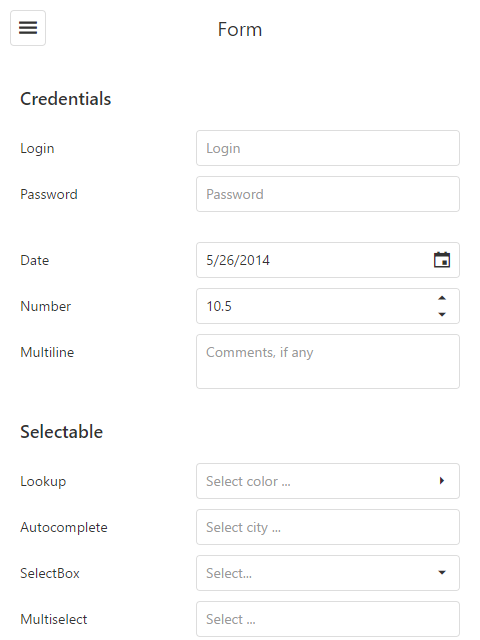 Form
Credentials
Login Login
Password Password
Date 5/26/2014
Number 10.5
Multiline Comments, if any
Selectable
Lookup Select color ...
Autocomplete Select city ...
SelectBox Select...
Multiselect Select ...